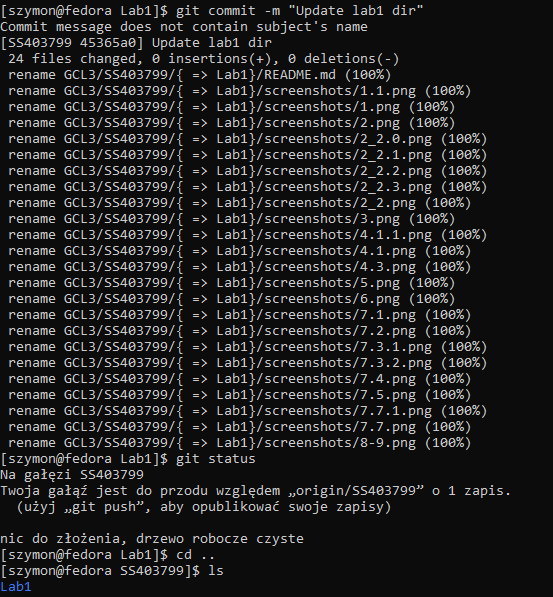 [szymon@fedora Lab1]$ git commit -m "Update lab1 dir"
Commit message does not contain subject's name
[SS403799 45365a0] Update lab1 dir
 24 files changed, 0 insertions(+), 0 deletions(-)
 rename GCL3/SS403799/{ => Lab1}/README.md (100%)
 rename GCL3/SS403799/{ => Lab1}/screenshots/1.1.png (100%)
 rename GCL3/SS403799/{ => Lab1}/screenshots/1.png (100%)
 rename GCL3/SS403799/{ => Lab1}/screenshots/2.png (100%)
 rename GCL3/SS403799/{ => Lab1}/screenshots/2_2.0.png (100%)
 rename GCL3/SS403799/{ => Lab1}/screenshots/2_2.1.png (100%)
 rename GCL3/SS403799/{ => Lab1}/screenshots/2_2.2.png (100%)
 rename GCL3/SS403799/{ => Lab1}/screenshots/2_2.3.png (100%)
 rename GCL3/SS403799/{ => Lab1}/screenshots/2_2.png (100%)
 rename GCL3/SS403799/{ => Lab1}/screenshots/3.png (100%)
 rename GCL3/SS403799/{ => Lab1}/screenshots/4.1.1.png (100%)
 rename GCL3/SS403799/{ => Lab1}/screenshots/4.1.png (100%)
 rename GCL3/SS403799/{ => Lab1}/screenshots/4.3.png (100%)
 rename GCL3/SS403799/{ => Lab1}/screenshots/5.png (100%)
 rename GCL3/SS403799/{ => Lab1}/screenshots/6.png (100%)
 rename GCL3/SS403799/{ => Lab1}/screenshots/7.1.png (100%)
 rename GCL3/SS403799/{ => Lab1}/screenshots/7.2.png (100%)
 rename GCL3/SS403799/{ => Lab1}/screenshots/7.3.1.png (100%)
 rename GCL3/SS403799/{ => Lab1}/screenshots/7.3.2.png (100%)
 rename GCL3/SS403799/{ => Lab1}/screenshots/7.4.png (100%)
 rename GCL3/SS403799/{ => Lab1}/screenshots/7.5.png (100%)
 rename GCL3/SS403799/{ => Lab1}/screenshots/7.7.1.png (100%)
 rename GCL3/SS403799/{ => Lab1}/screenshots/7.7.png (100%)
 rename GCL3/SS403799/{ => Lab1}/screenshots/8-9.png (100%)
[szymon@fedora Lab1]$ git status
Na gałęzi SS403799
Twoja gałąź jest do przodu względem „origin/SS403799” o 1 zapis.
  (użyj „git push”, aby opublikować swoje zapisy)

nic do złożenia, drzewo robocze czyste
[szymon@fedora Lab1]$ cd ..
[szymon@fedora SS403799]$ ls
Lab1